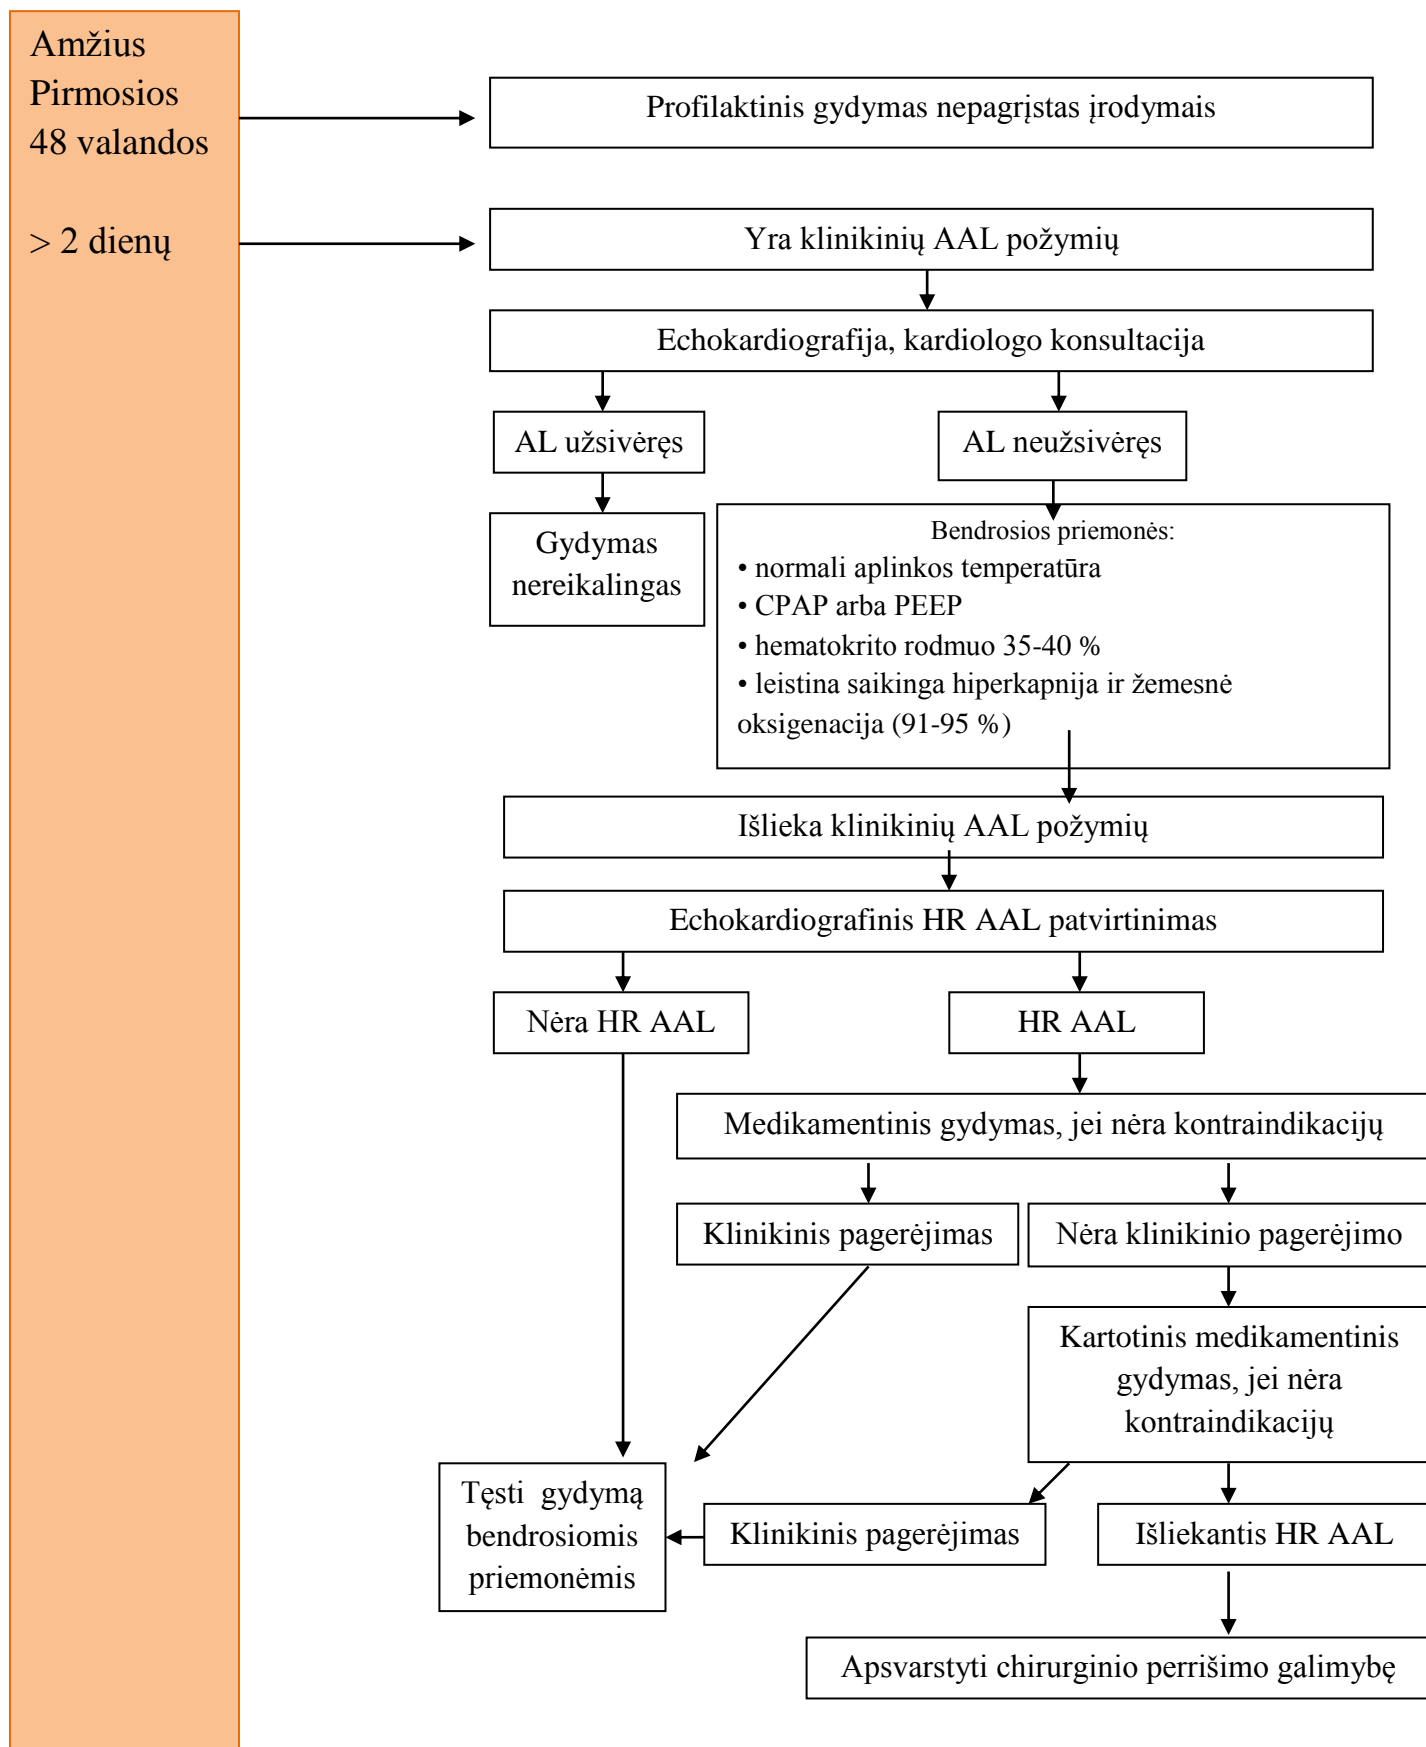 Amžius
Pirmosios
48 valandos
> 2 dienų
Profilaktinis gydymas nepagrįstas įrodymais
Yra klinikinių AAL požymių
Echokardiografija, kardiologo konsultacija
AL užsivėręs
AL neužsivėręs
Gydymas
nereikalingas
Bendrosios priemonės:
• normali aplinkos temperatūra
• CPAP arba PEEP
• hematokrito rodmuo 35-40 %
• leistina saikinga hiperkapnija ir žemesnė
oksigenacija (91-95 %)
Išlieka klinikinių AAL požymių
Echokardiografinis HR AAL patvirtinimas
Nėra HR AAL
HR AAL
Medikamentinis gydymas, jei nėra kontraindikacijų
Klinikinis pagerėjimas
Nėra klinikinio pagerėjimo
Kartotinis medikamentinis
gydymas, jei nėra
kontraindikacijų
Tęsti gydymą
bendrosiomis
priemonėmis
Klinikinis pagerėjimas
Išliekantis HR AAL
Apsvarstyti chirurginio perrišimo galimybę